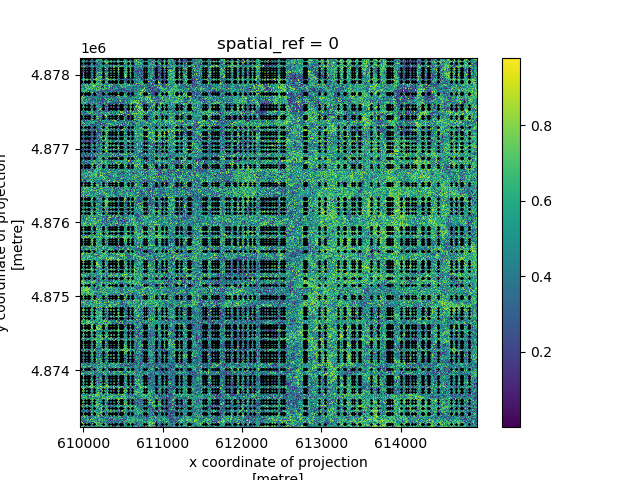 1e6
spatial_ref = 0
4.878
4.877
4.876
4.875
4.874
y coordinate of projection
[metre]
610000 611000 612000 613000 614000
x coordinate of projection
[metre]
0.8
0.6
0.4
0.2